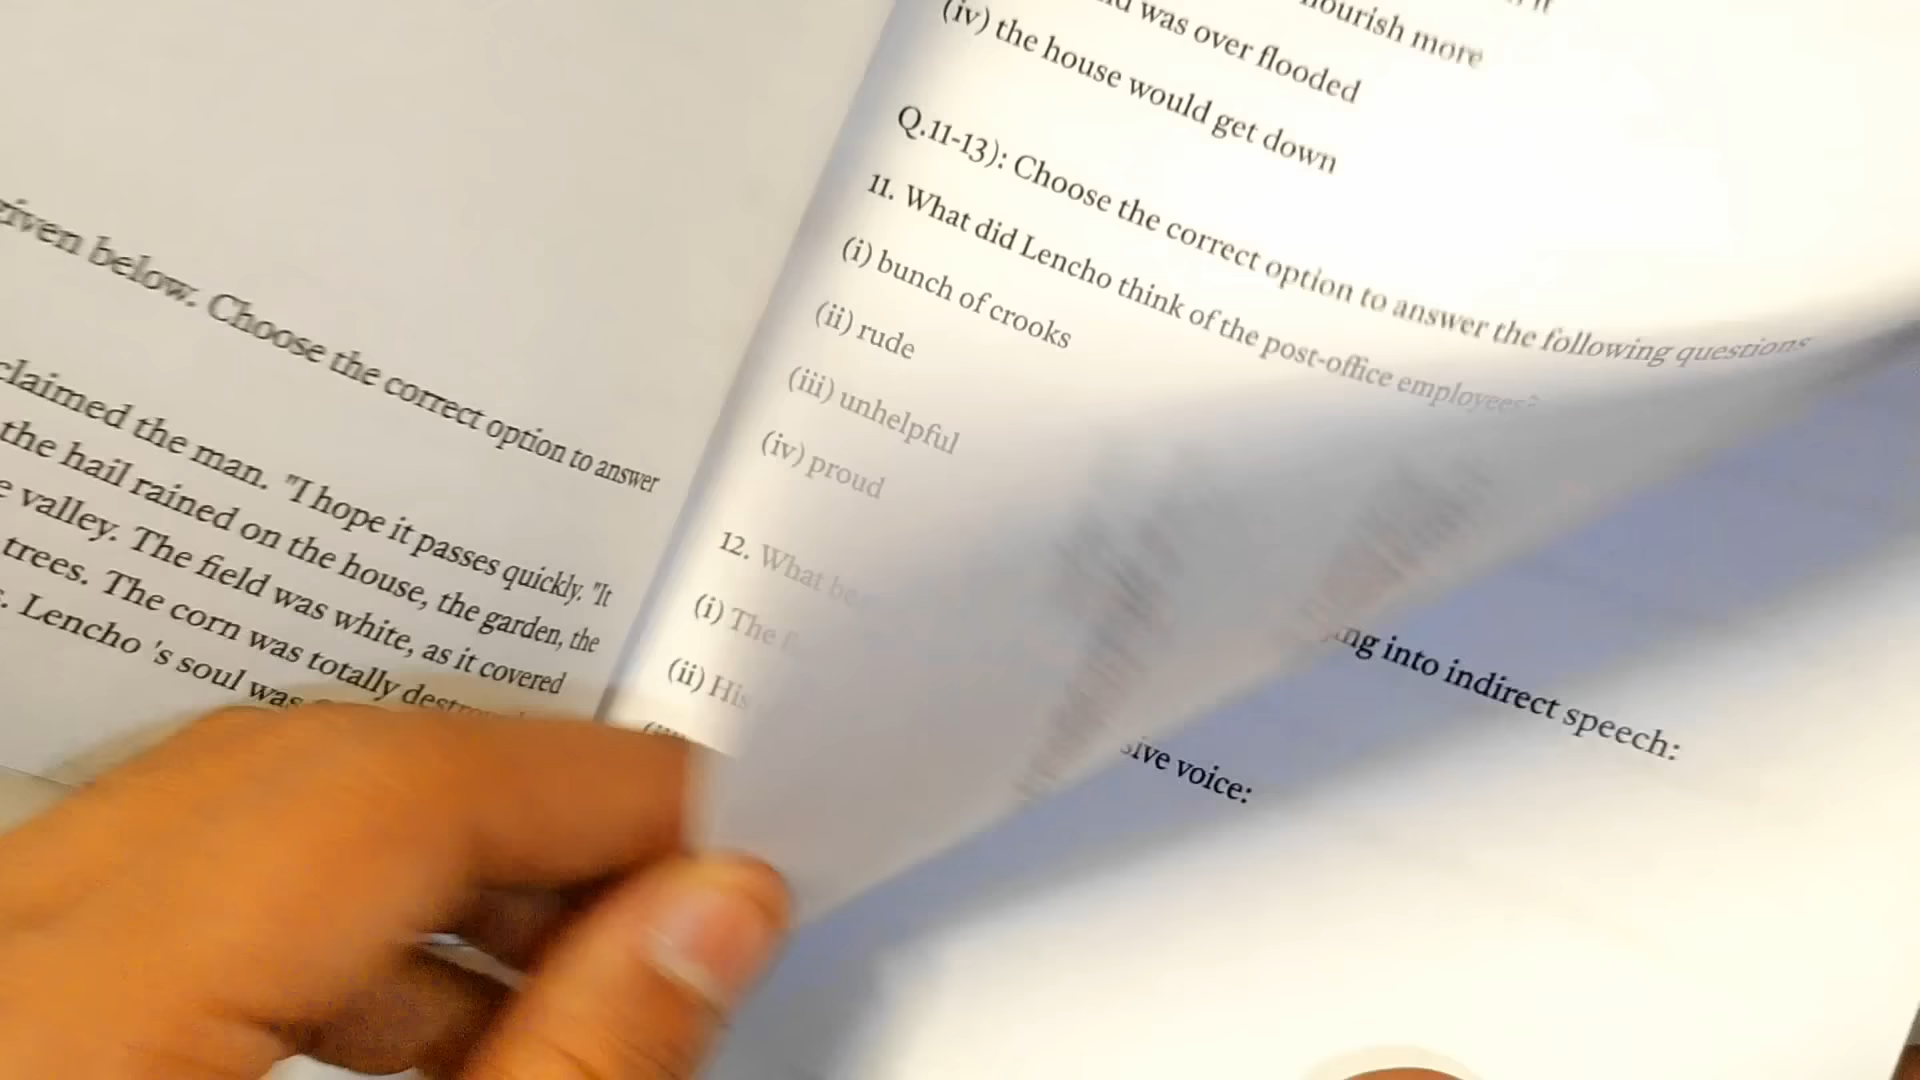 given below. Choose the correct option to answer
claimed the man. "I hope it passes quickly. "It
the hail rained on the house, the garden, the
valley. The field was white, as it covered
trees. The corn was totally
Lencho 's soul was
nourish more
was over flooded
(iv) the house would get down
Q.11-13): Choose the correct option to answer the following questions
11. What did Lencho think of the post-office employees?
(i) bunch of crooks
(ii) rude
(iii) unhelpful
(iv) proud
12. What
(i) The
(ii) His
into indirect speech:
voice: